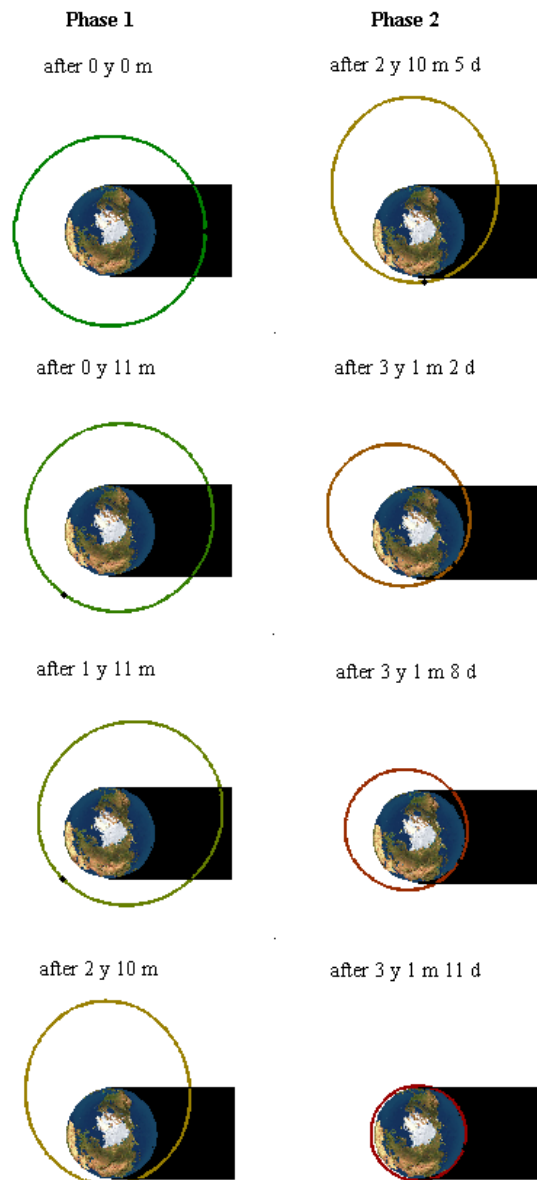 Phase 1
Phase 2
after 0 y 0 m
after 2 y 10 m 5 d
after 0 y 11 m
after 3 y 1 m 2 d
after 1 y 11 m
after 3 y 1 m 8 d
after 2 y 10 m
after 3 y 1 m 11 d